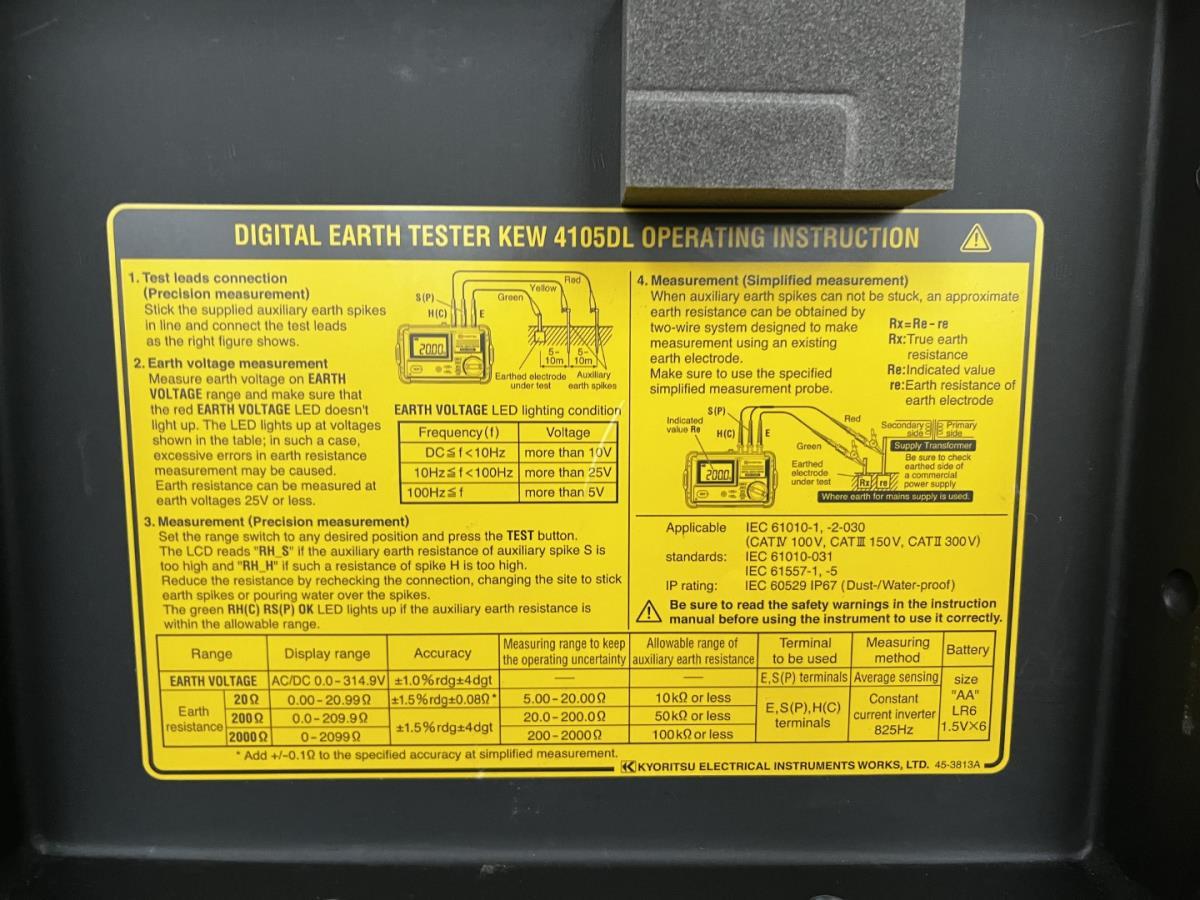 DIGITAL EARTH TESTER KEW 4105DL OPERATING INSTRUCTION
1. Test leads connection
(Precision measurement)
Stick the supplied auxiliary earth spikes
in line and connect the test leads
as the right figure shows.
S(P)
H(C)
E
Green
Yellow
Red
20.00
5-
10m
5-
10m
Earthed electrode
under test
Auxiliary
earth spikes
2. Earth voltage measurement
Measure earth voltage on EARTH
VOLTAGE range and make sure that
the red EARTH VOLTAGE LED doesn't
light up. The LED lights up at voltages
shown in the table; in such a case,
excessive errors in earth resistance
measurement may be caused.
Earth resistance can be measured at
earth voltages 25V or less.
EARTH VOLTAGE LED lighting condition
Frequency(f) Voltage
DC≦f<10Hz more than 10V
10Hz≦f<100Hz more than 25V
100Hz≦f more than 5V
3. Measurement (Precision measurement)
Set the range switch to any desired position and press the TEST button.
The LCD reads "RH_S" if the auxiliary earth resistance of auxiliary spike S is
too high and "RH_H" if such a resistance of spike H is too high.
Reduce the resistance by rechecking the connection, changing the site to stick
earth spikes or pouring water over the spikes.
The green RH(C) RS(P) OK LED lights up if the auxiliary earth resistance is
within the allowable range.
4. Measurement (Simplified measurement)
When auxiliary earth spikes can not be stuck, an approximate
earth resistance can be obtained by
two-wire system designed to make
measurement using an existing
earth electrode.
Make sure to use the specified
simplified measurement probe.
Rx=Re-re
Rx:True earth
resistance
Re:Indicated value
re:Earth resistance of
earth electrode
Indicated
value Re
S(P)
H(C)
E
Red
Green
20.00
Earthed
electrode
under test
Secondary
side
Primary
side
Supply Transformer
Be sure to check
earthed side of
a commercial
power supply
Rx re
Where earth for mains supply is used.
Applicable IEC 61010-1, -2-030
(CATⅣ 100V, CATⅢ 150V, CATⅡ 300V)
standards: IEC 61010-031
IEC 61557-1, -5
IP rating: IEC 60529 IP67 (Dust-/Water-proof)
Be sure to read the safety warnings in the instruction
manual before using the instrument to use it correctly.
Range Display range Accuracy Measuring range to keep the operating uncertainty Allowable range of auxiliary earth resistance Terminal to be used Measuring method Battery
EARTH VOLTAGE AC/DC 0.0-314.9V ±1.0%rdg±4dgt — — E,S(P) terminals Average sensing size "AA" LR6 1.5V×6
Earth resistance 20Ω 0.00-20.99Ω ±1.5%rdg±0.08Ω* 5.00-20.00Ω 10kΩ or less E,S(P),H(C) terminals Constant current inverter 825Hz
200Ω 0.0-209.9Ω ±1.5%rdg±4dgt 20.0-200.0Ω 50kΩ or less
2000Ω 0-2099Ω 200-2000Ω 100kΩ or less
* Add +/-0.1Ω to the specified accuracy at simplified measurement.
KYORITSU ELECTRICAL INSTRUMENTS WORKS, LTD. 45-3813A